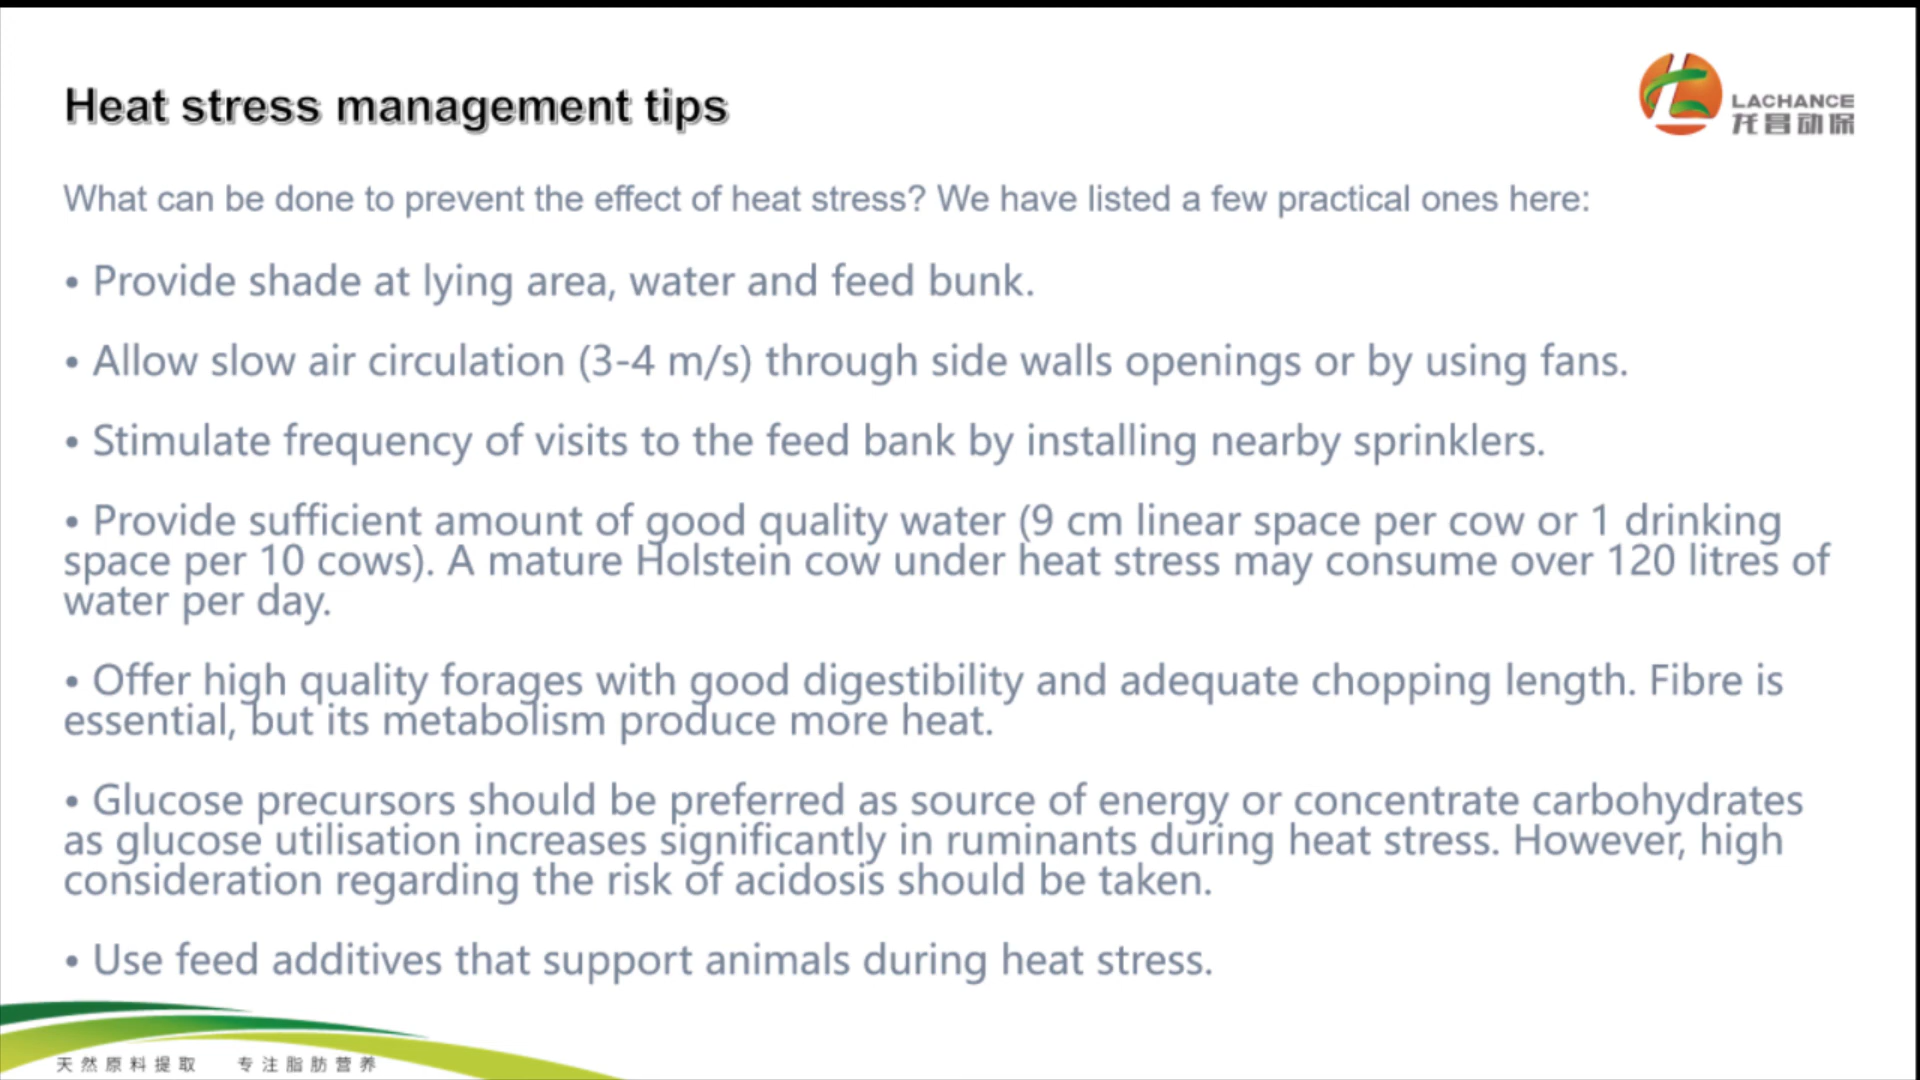 Heat stress management tips
LACHANCE
龙昌动保
What can be done to prevent the effect of heat stress? We have listed a few practical ones here:
• Provide shade at lying area, water and feed bunk.
• Allow slow air circulation (3-4 m/s) through side walls openings or by using fans.
• Stimulate frequency of visits to the feed bank by installing nearby sprinklers.
• Provide sufficient amount of good quality water (9 cm linear space per cow or 1 drinking
space per 10 cows). A mature Holstein cow under heat stress may consume over 120 litres of
water per day.
• Offer high quality forages with good digestibility and adequate chopping length. Fibre is
essential, but its metabolism produce more heat.
• Glucose precursors should be preferred as source of energy or concentrate carbohydrates
as glucose utilisation increases significantly in ruminants during heat stress. However, high
consideration regarding the risk of acidosis should be taken.
• Use feed additives that support animals during heat stress.
天然原料提取 专注脂肪营养